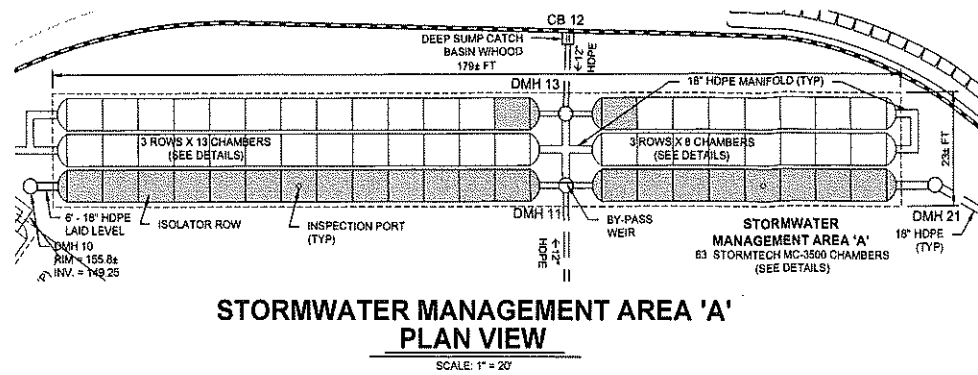 CB 12
DEEP SUMP CATCH
BASIN W/HOOD
179± FT
←12"
HDPE
DMH 13
18" HDPE MANIFOLD (TYP)
3 ROWS X 13 CHAMBERS
(SEE DETAILS)
3 ROWS X 8 CHAMBERS
(SEE DETAILS)
23± FT
6' - 18" HDPE
LAID LEVEL
ISOLATOR ROW
INSPECTION PORT
(TYP)
DMH 11
←12"
HDPE
BY-PASS
WEIR
STORMWATER
MANAGEMENT AREA 'A'
63 STORMTECH MC-3500 CHAMBERS
(SEE DETAILS)
DMH 21
18" HDPE
(TYP)
DMH 10
RIM = 155.8±
INV. = 149.25
STORMWATER MANAGEMENT AREA 'A'
PLAN VIEW
SCALE: 1" = 20'